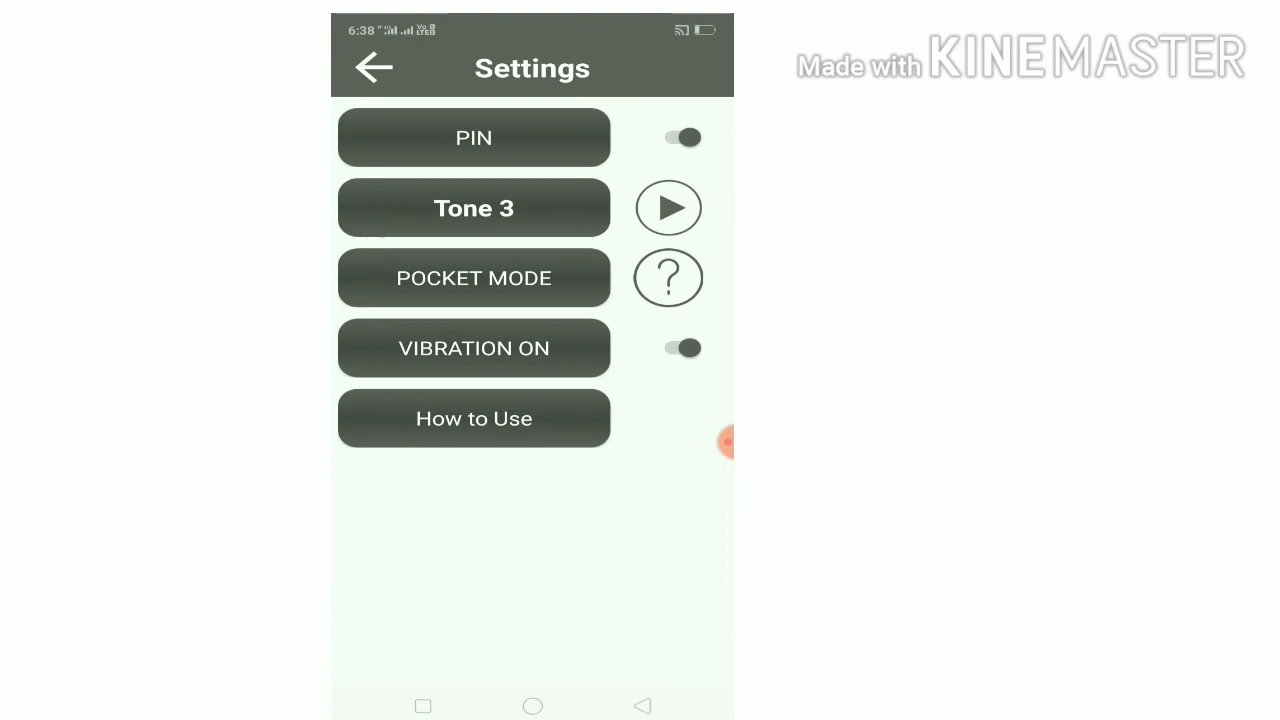 6:38
Made with KINEMASTER
Settings
PIN
Tone 3
POCKET MODE
?
VIBRATION ON
How to Use